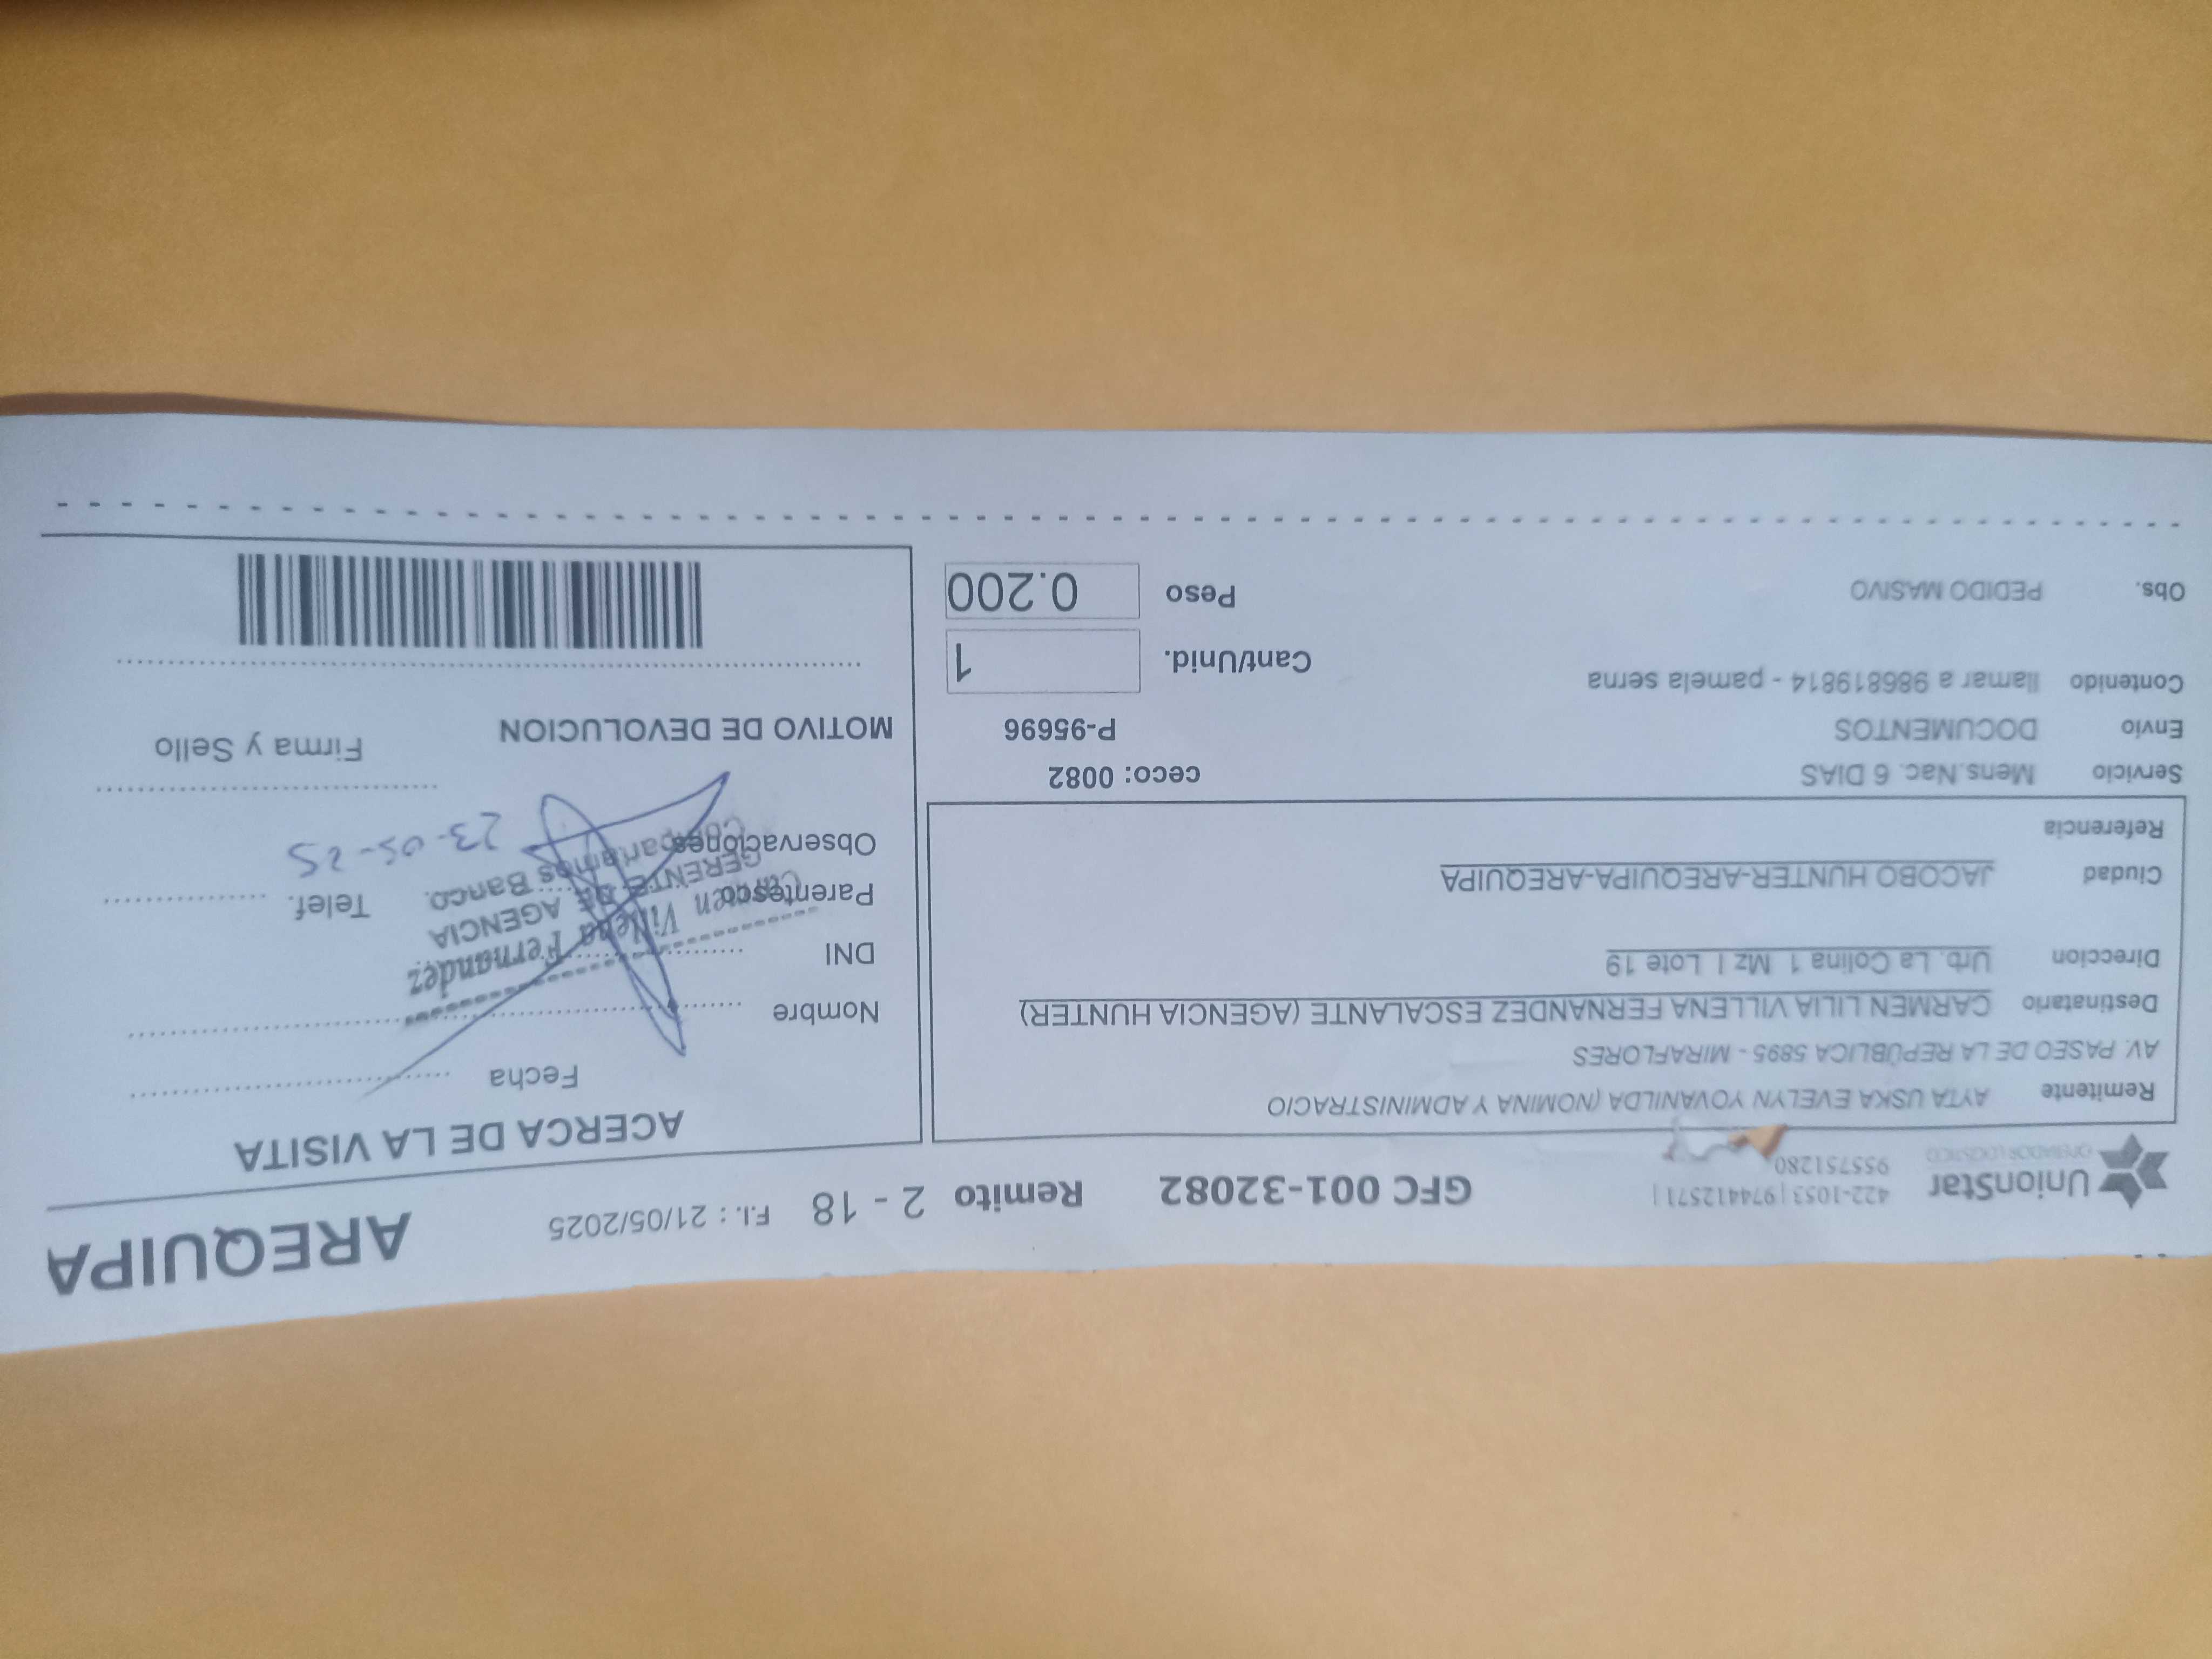 UnionStar
OPERADOR LOGISTICO
422-1053 | 974412571 |
955751280
GFC 001-32082
Remito 2 - 18
F.I. : 21/05/2025
AREQUIPA
Remitente AYTA USKA EVELYN YOVANILDA (NOMINA Y ADMINISTRACIO
AV. PASEO DE LA REPÚBLICA 5895 - MIRAFLORES
Destinatario CARMEN LILIA VILLENA FERNANDEZ ESCALANTE (AGENCIA HUNTER)
Direccion Urb. La Colina 1 Mz I Lote 19
Ciudad JACOBO HUNTER-AREQUIPA-AREQUIPA
Referencia
Servicio Mens.Nac. 6 DIAS
ceco: 0082
Envio DOCUMENTOS
P-95696
Contenido llamar a 986819814 - pamela serna
Cant/Unid. 1
Obs. PEDIDO MASIVO
Peso 0.200
ACERCA DE LA VISITA
Fecha
Nombre
DNI
Parentesco
Telef.
Observaciones
Carmen Villena Fernandez
GERENTE DE AGENCIA
Compartamos Banco.
23-05-25
MOTIVO DE DEVOLUCION
Firma y Sello